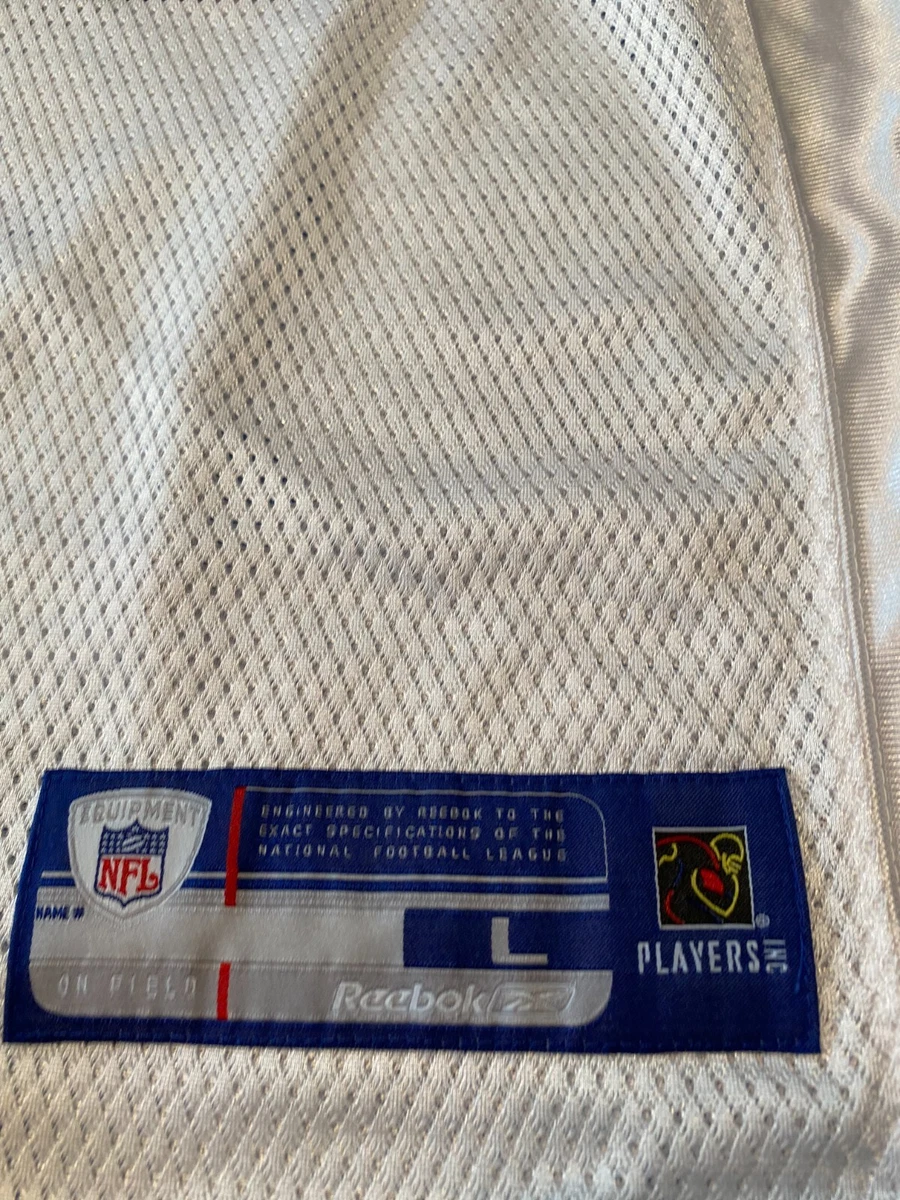 EQUIPMENT
NFL
ENGINEERED BY REEBOK TO THE
EXACT SPECIFICATIONS OF THE
NATIONAL FOOTBALL LEAGUE
NAME #
L
ON FIELD
Reebok
PLAYERS INC
®